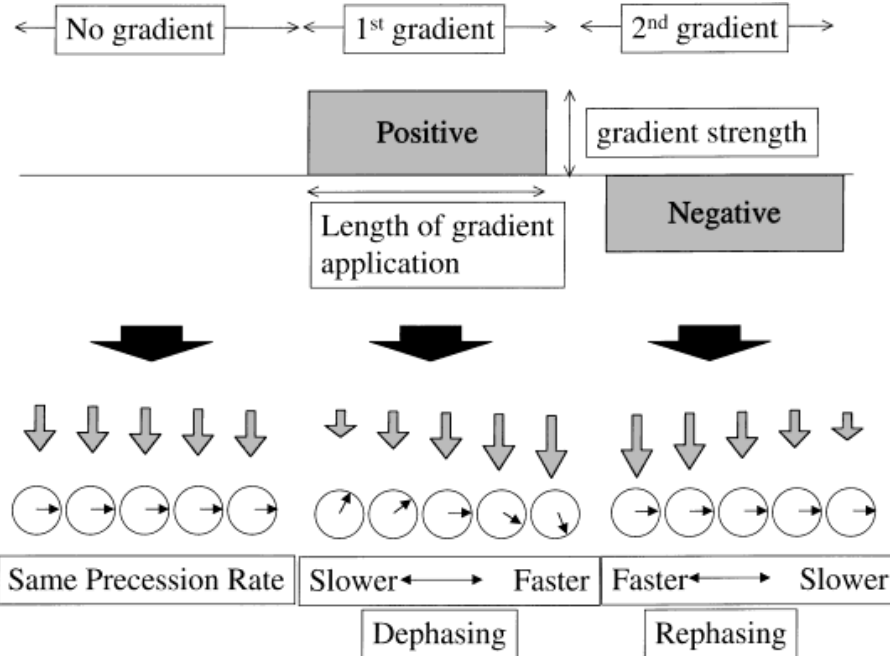 No gradient
1st gradient
2nd gradient
Positive
gradient strength
Negative
Length of gradient
application
Same Precession Rate
Slower
Faster
Faster
Slower
Dephasing
Rephasing